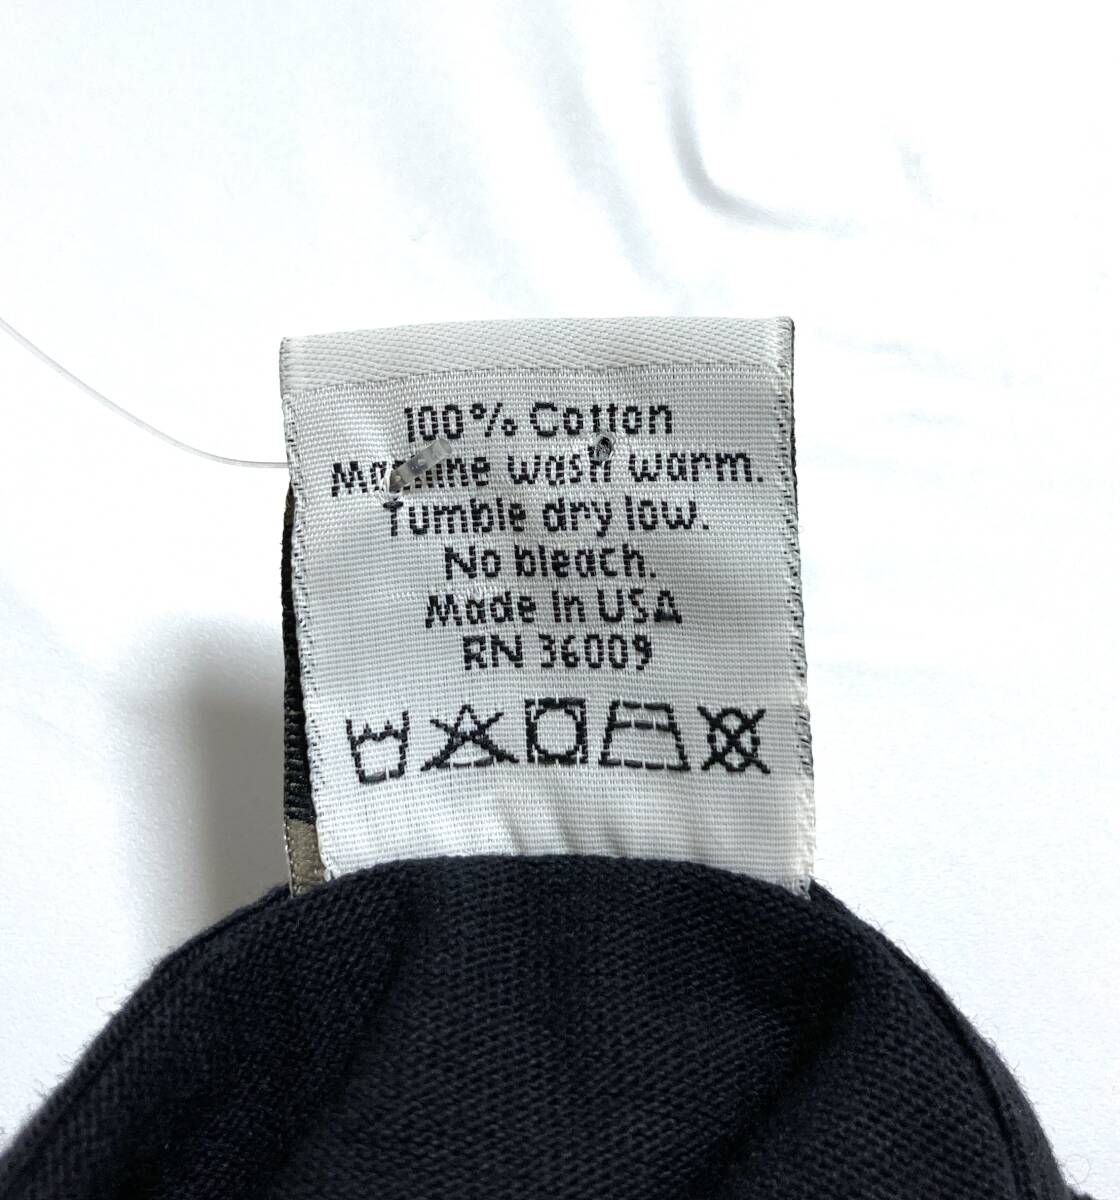 100% Cotton
Machine wash warm.
Tumble dry low.
No bleach.
Made In USA
RN 36009